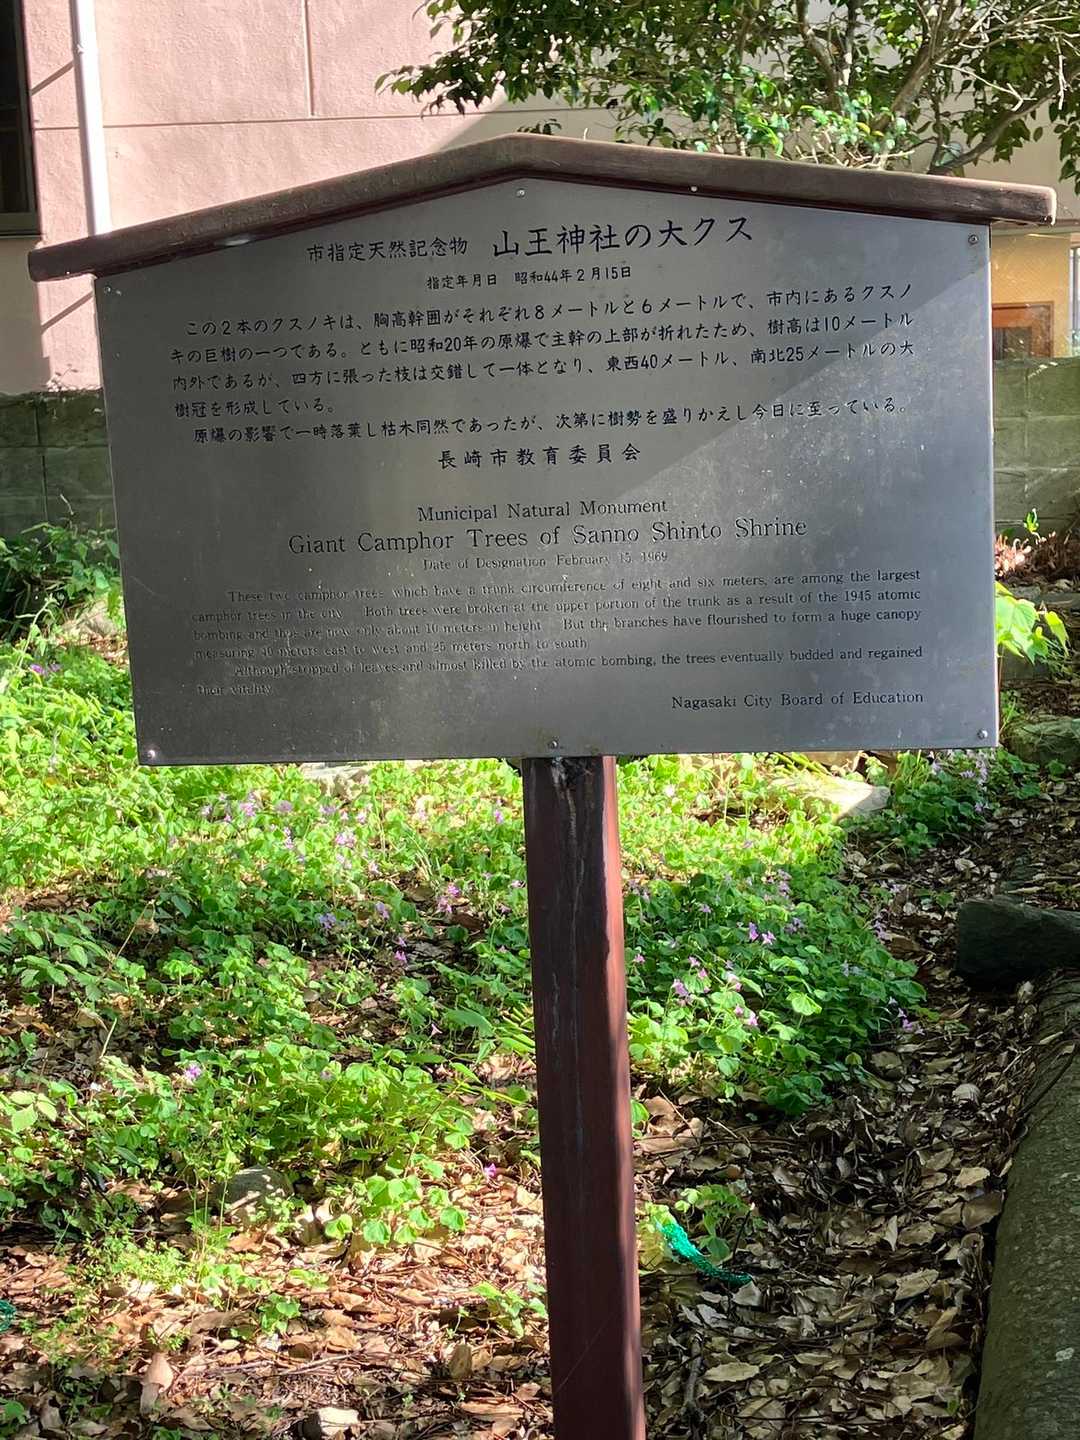 市指定天然記念物 山王神社の大クス
指定年月日 昭和44年2月15日
この2本のクスノキは、胸高幹囲がそれぞれ8メートルと6メートルで、市内にあるクスノ
キの巨樹の一つである。ともに昭和20年の原爆で主幹の上部が折れたため、樹高は10メートル
内外であるが、四方に張った枝は交錯して一体となり、東西40メートル、南北25メートルの大
樹冠を形成している。
原爆の影響で一時落葉し枯木同然であったが、次第に樹勢を盛りかえし今日に至っている。
長崎市教育委員会
Municipal Natural Monument
Giant Camphor Trees of Sanno Shinto Shrine
Date of Designation February 15, 1969
These two camphor trees, which have a trunk circumference of eight and six meters, are among the largest
camphor trees in the city. Both trees were broken at the upper portion of the trunk as a result of the 1945 atomic
bombing and thus are now only about 10 meters in height. But the branches have flourished to form a huge canopy
measuring 40 meters east to west and 25 meters north to south.
Although stripped of leaves and almost killed by the atomic bombing, the trees eventually budded and regained
their vitality.
Nagasaki City Board of Education